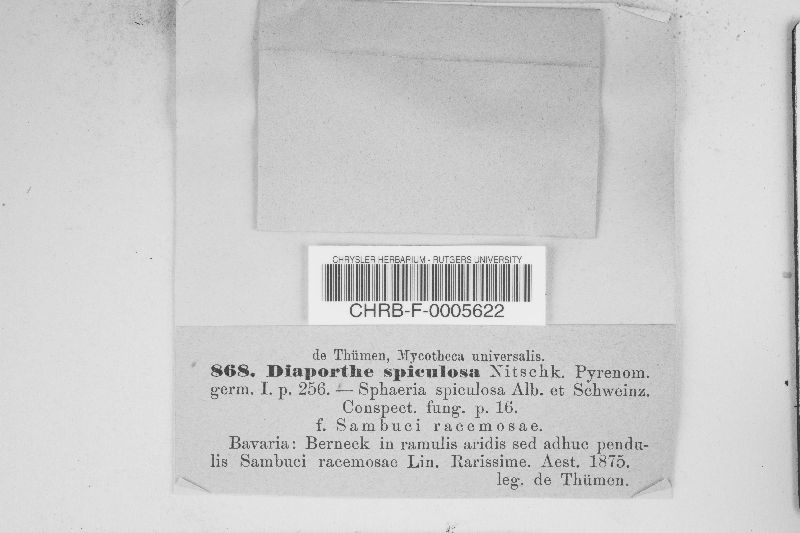 CHRYSLER HERBARIUM - RUTGERS UNIVERSITY
CHRB-F-0005622
de Thümen, Mycotheca universalis.
868. Diaporthe spiculosa Nitschk. Pyrenom.
germ. I. p. 256. — Sphaeria spiculosa Alb. et Schweinz.
Conspect. fung. p. 16.
f. Sambuci racemosae.
Bavaria: Berneck in ramulis aridis sed adhuc pendu-
lis Sambuci racemosae Lin. Rarissime. Aest. 1875.
leg. de Thümen.